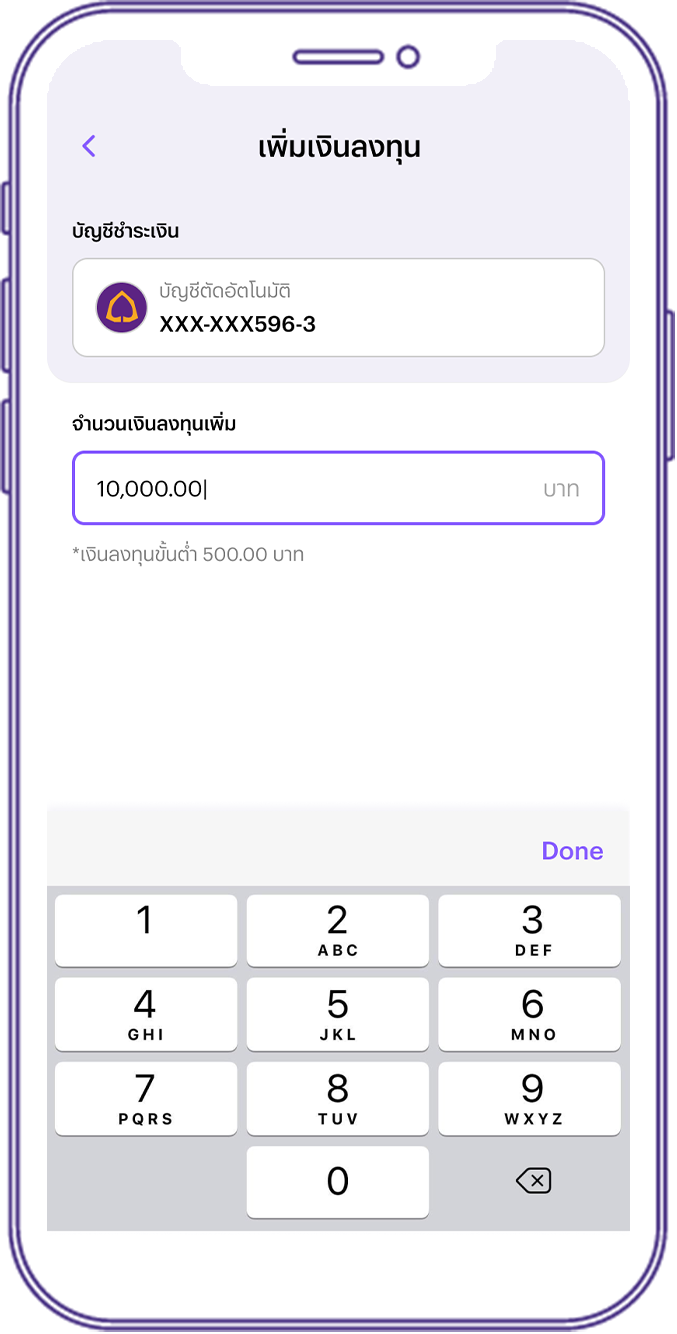 เพิ่มเงินลงทุน
บัญชีชำระเงิน
บัญชีตัดอัตโนมัติ
XXX-XXX596-3
จำนวนเงินลงทุนเพิ่ม
10,000.00 บาท
*เงินลงทุนขั้นต่ำ 500.00 บาท
Done
1 2 3
ABC DEF
4 5 6
GHI JKL MNO
7 8 9
PQRS TUV WXYZ
0